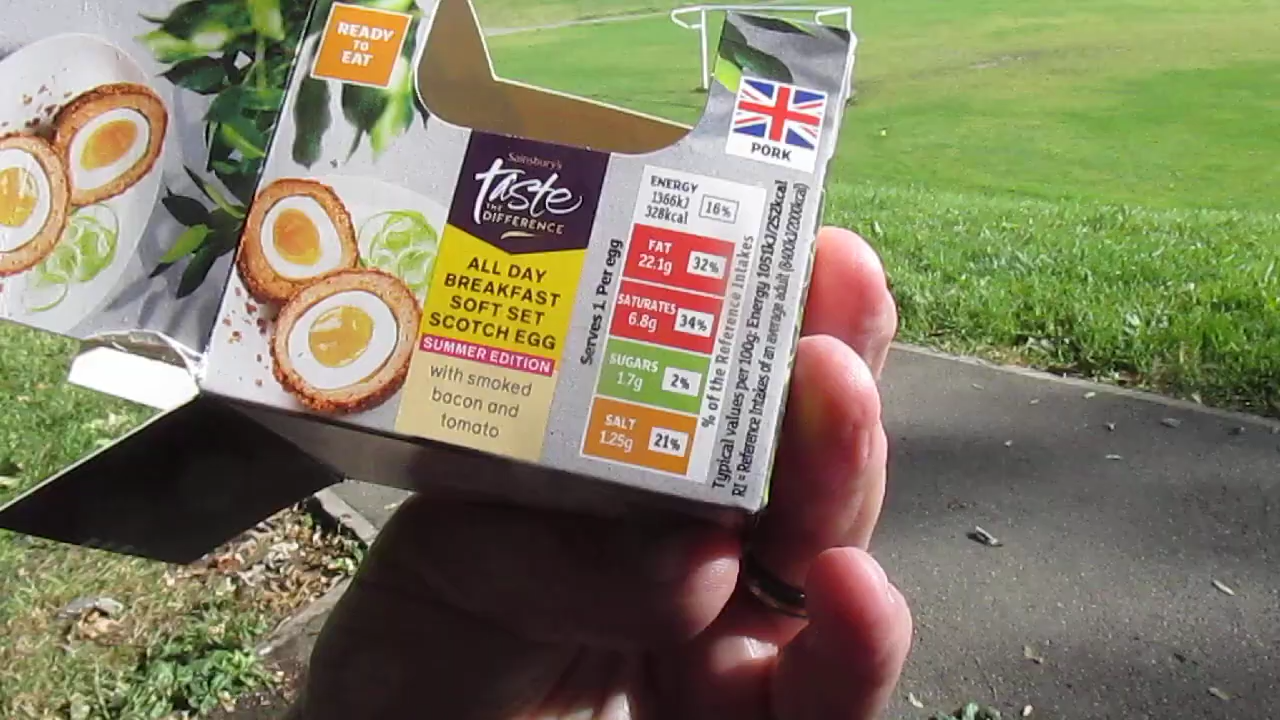 READY
TO
EAT
Sainsbury's
taste
THE
DIFFERENCE
ALL DAY
BREAKFAST
SOFT SET
SCOTCH EGG
SUMMER EDITION
with smoked
bacon and
tomato
Serves 1. Per egg
ENERGY
1366kJ
328kcal
16%
FAT
22.1g
32%
SATURATES
6.8g
34%
SUGARS
1.7g
2%
SALT
1.25g
21%
% of the Reference Intakes
Typical values per 100g: Energy 1051kJ/252kcal
RI = Reference Intakes of an average adult (8400kJ/2000kcal)
PORK